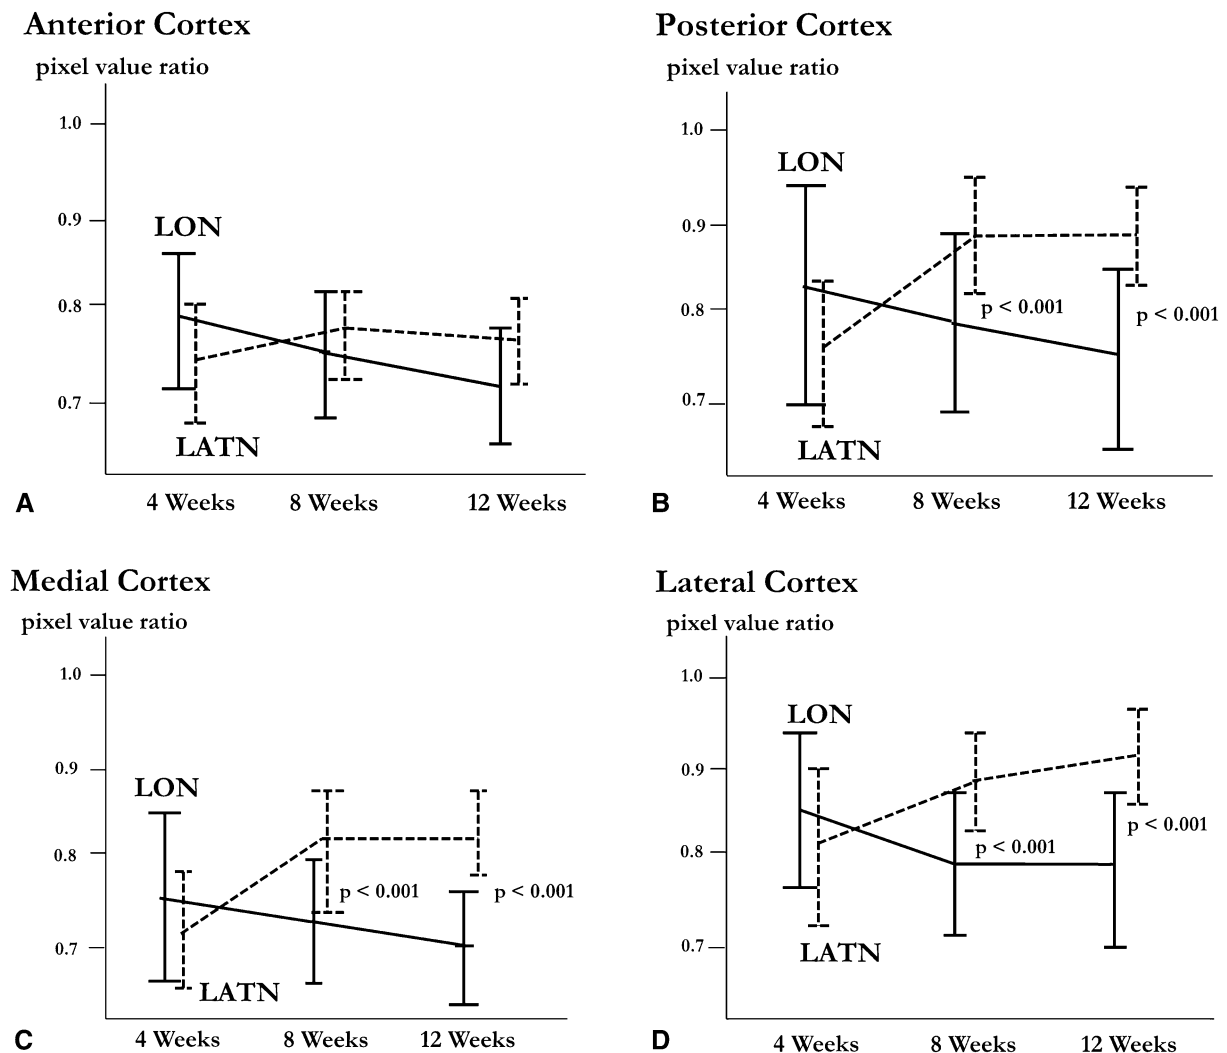 Anterior Cortex
pixel value ratio
1.0
0.9
LON
0.8
0.7
LATN
A
4 Weeks 8 Weeks 12 Weeks
Posterior Cortex
pixel value ratio
1.0
LON
0.9
p < 0.001
0.8
p < 0.001
0.7
LATN
B
4 Weeks 8 Weeks 12 Weeks
Medial Cortex
pixel value ratio
1.0
0.9
LON
0.8
p < 0.001 p < 0.001
0.7
LATN
C
4 Weeks 8 Weeks 12 Weeks
Lateral Cortex
pixel value ratio
1.0
LON
0.9
p < 0.001
0.8
p < 0.001
0.7
LATN
D
4 Weeks 8 Weeks 12 Weeks